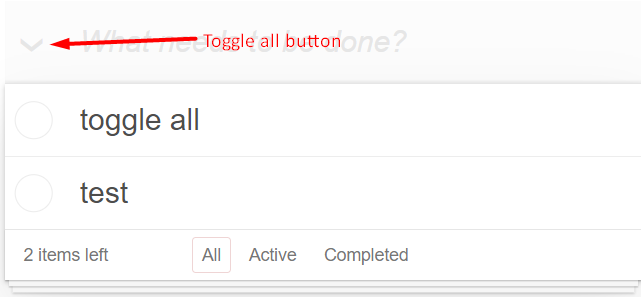 What needs to be done?
Toggle all button
toggle all
test
2 items left All Active Completed